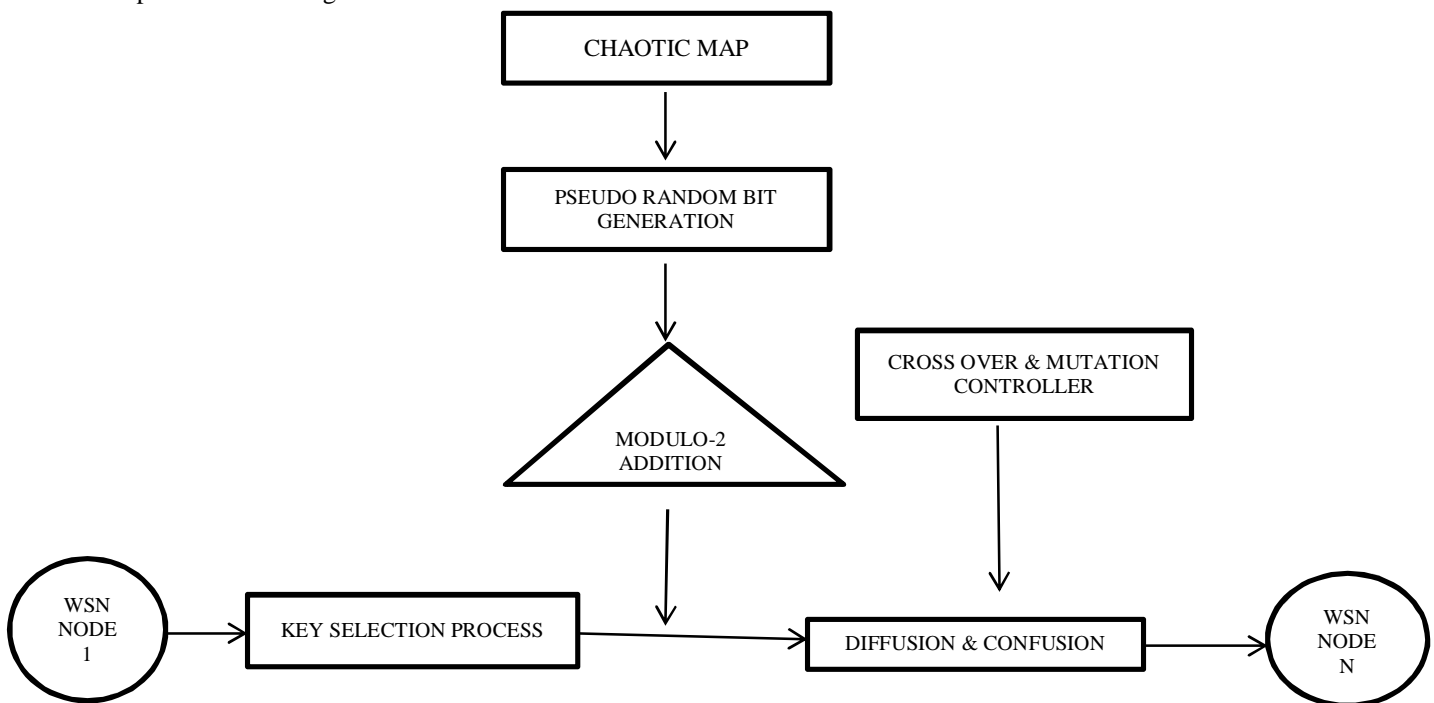 CHAOTIC MAP
PSEUDO RANDOM BIT
GENERATION
CROSS OVER & MUTATION
CONTROLLER
MODULO-2
ADDITION
WSN
NODE
1
KEY SELECTION PROCESS
DIFFUSION & CONFUSION
WSN
NODE
N